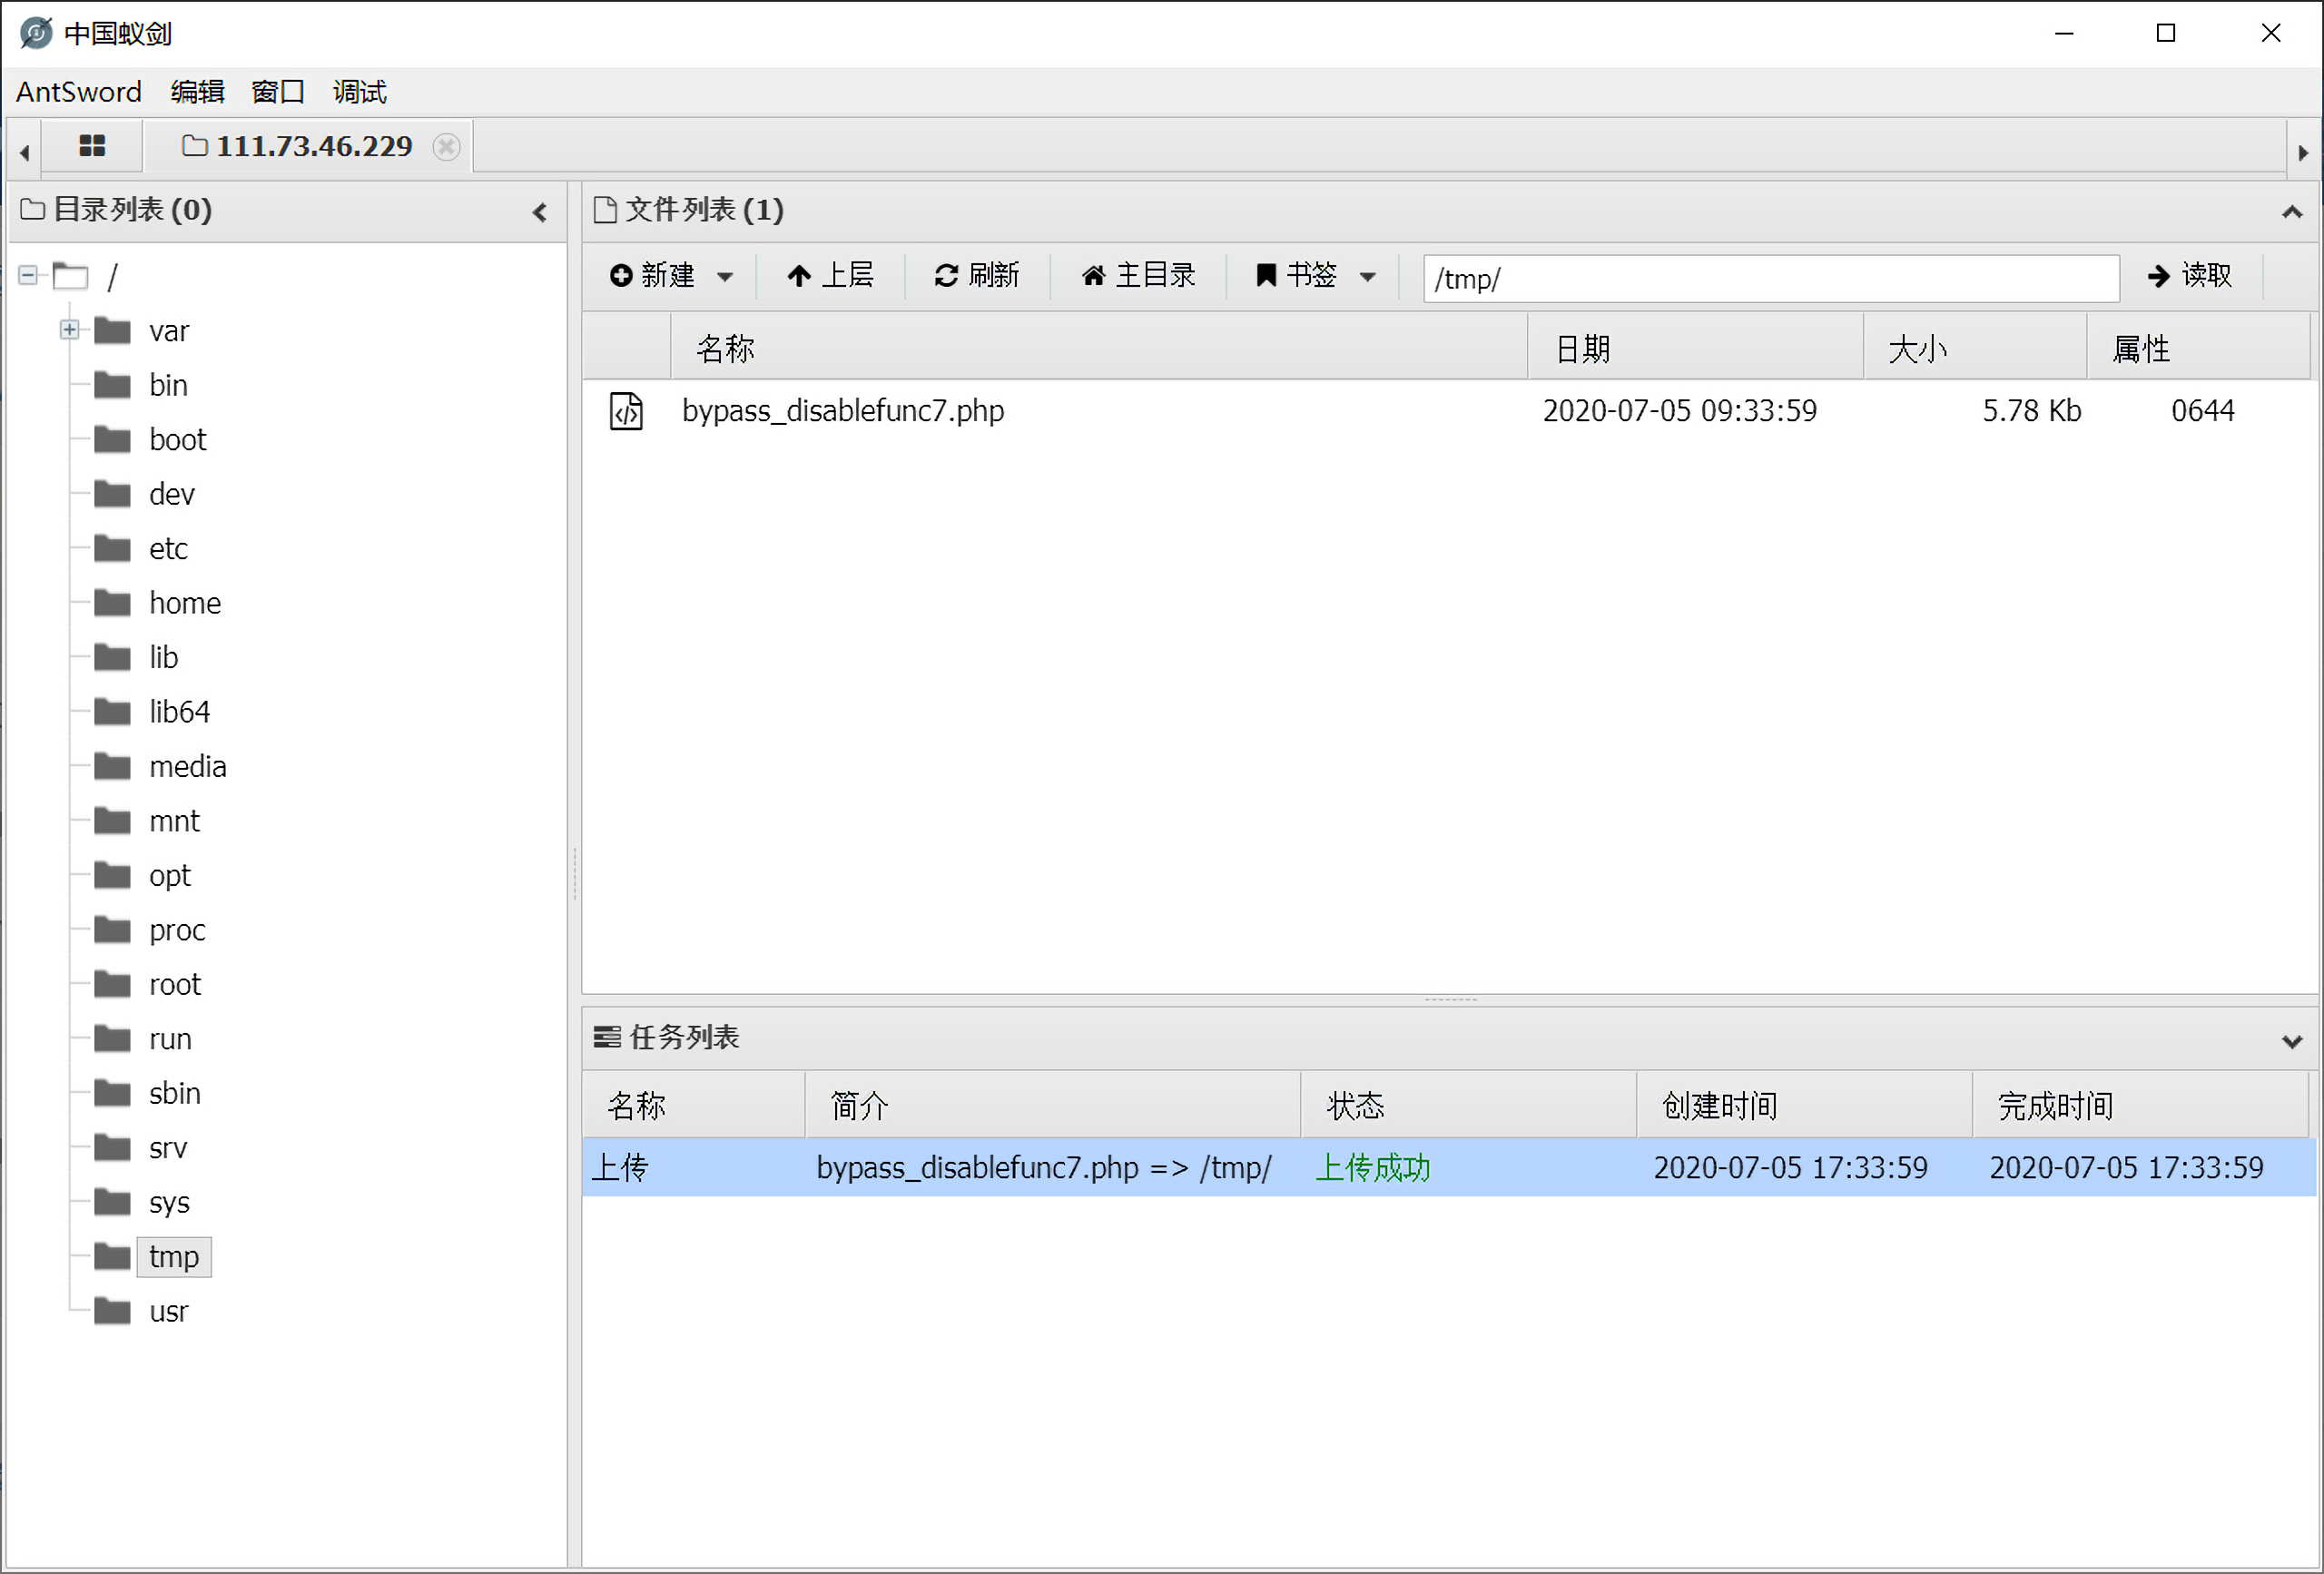 中国蚁剑
AntSword 编辑 窗口 调试
111.73.46.229
目录列表 (0)
/
var
bin
boot
dev
etc
home
lib
lib64
media
mnt
opt
proc
root
run
sbin
srv
sys
tmp
usr
文件列表 (1)
新建 上层 刷新 主目录 书签 /tmp/ 读取
名称 日期 大小 属性
bypass_disablefunc7.php 2020-07-05 09:33:59 5.78 Kb 0644
任务列表
名称 简介 状态 创建时间 完成时间
上传 bypass_disablefunc7.php => /tmp/ 上传成功 2020-07-05 17:33:59 2020-07-05 17:33:59